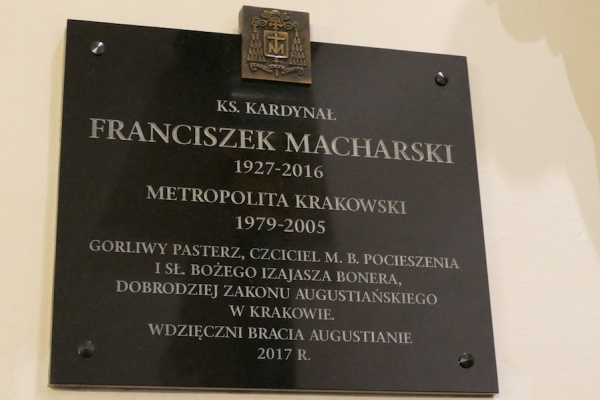 KS. KARDYNAŁ
FRANCISZEK MACHARSKI
1927-2016
METROPOLITA KRAKOWSKI
1979-2005
GORLIWY PASTERZ, CZCICIEL M. B. POCIESZENIA
I SŁ. BOŻEGO IZAJASZA BONERA,
DOBRODZIEJ ZAKONU AUGUSTIAŃSKIEGO
W KRAKOWIE.
WDZIĘCZNI BRACIA AUGUSTIANIE
2017 R.